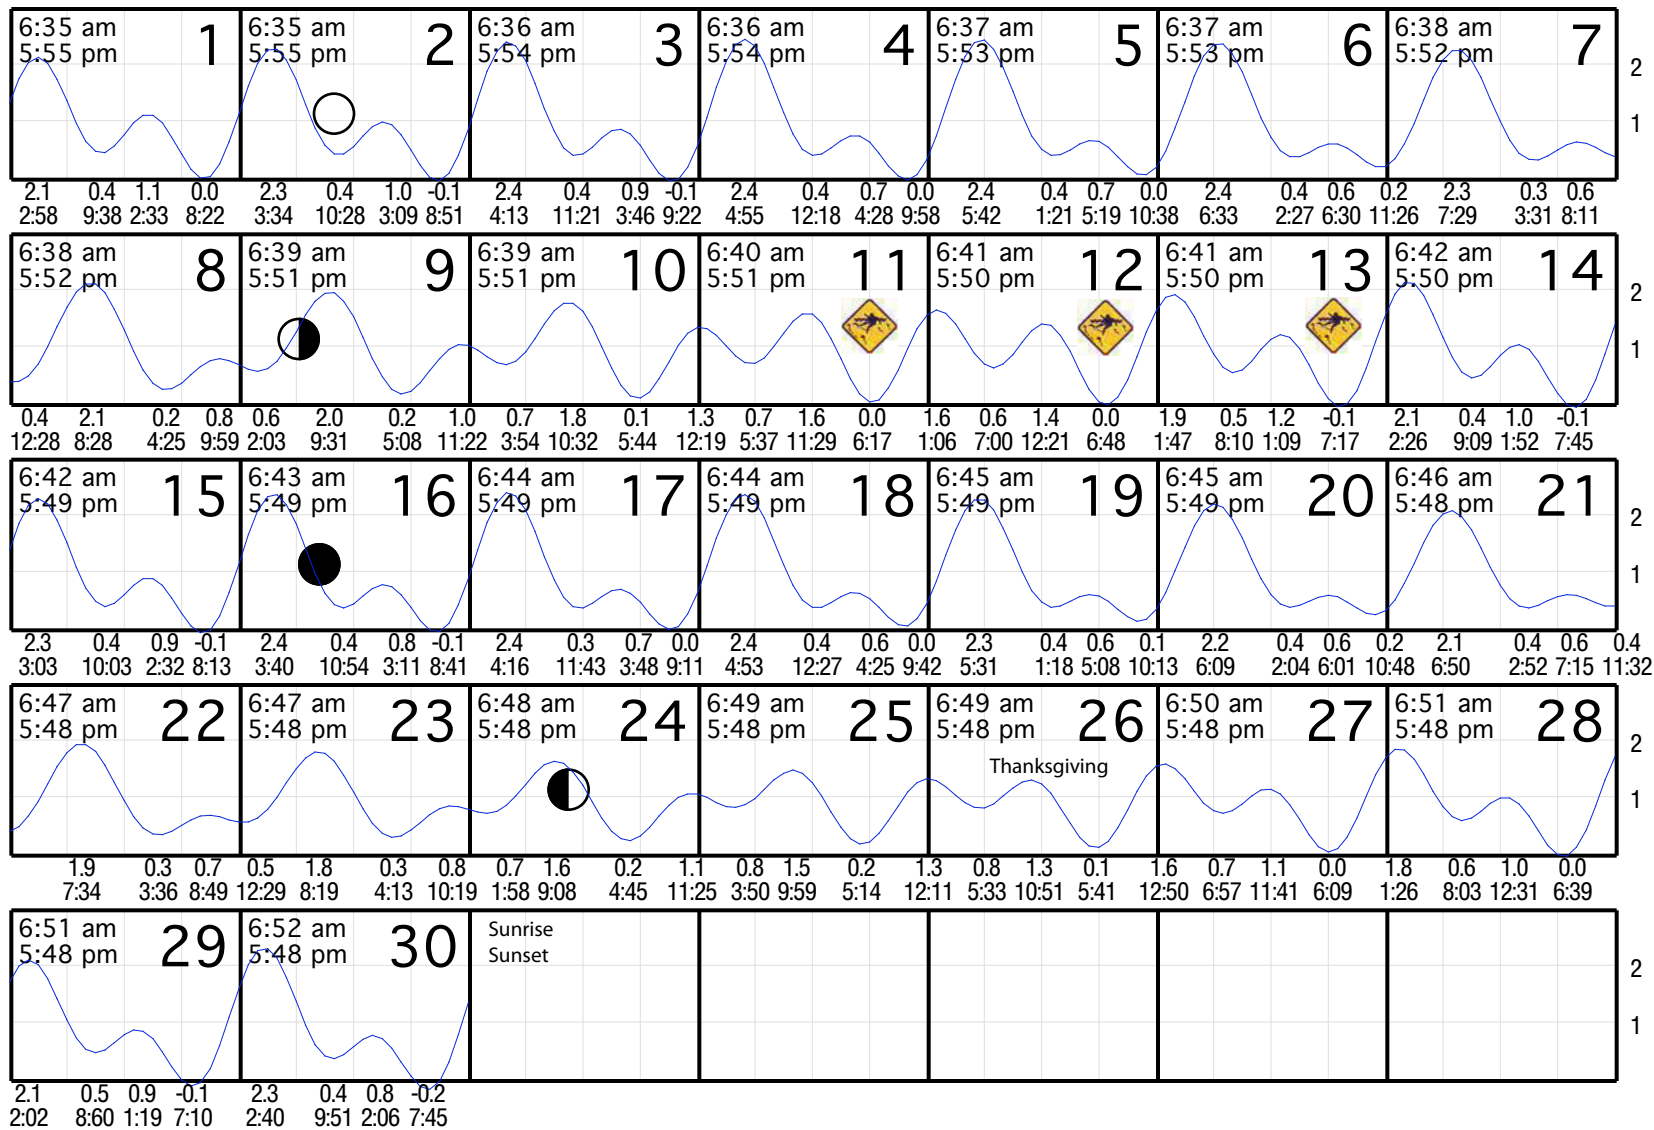 6:35 am 6:35 am 6:36 am 6:36 am 6:37 am 6:37 am 6:38 am
5:55 pm 5:55 pm 5:54 pm 5:54 pm 5:53 pm 5:53 pm 5:52 pm
1 2 3 4 5 6 7
2
1
2.1 0.4 1.1 0.0 2.3 0.4 1.0 -0.1 2.4 0.4 0.9 -0.1 2.4 0.4 0.7 0.0 2.4 0.4 0.7 0.0 2.4 0.4 0.6 0.2 2.3 0.3 0.6
2:58 9:38 2:33 8:22 3:34 10:28 3:09 8:51 4:13 11:21 3:46 9:22 4:55 12:18 4:28 9:58 5:42 1:21 5:19 10:38 6:33 2:27 6:30 11:26 7:29 3:31 8:11
6:38 am 6:39 am 6:39 am 6:40 am 6:41 am 6:41 am 6:42 am
5:52 pm 5:51 pm 5:51 pm 5:51 pm 5:50 pm 5:50 pm 5:50 pm
8 9 10 11 12 13 14
2
1
0.4 2.1 0.2 0.8 0.6 2.0 0.2 1.0 0.7 1.8 0.1 1.3 0.7 1.6 0.0 1.6 0.6 1.4 0.0 1.9 0.5 1.2 -0.1 2.1 0.4 1.0 -0.1
12:28 8:28 4:25 9:59 2:03 9:31 5:08 11:22 3:54 10:32 5:44 12:19 5:37 11:29 6:17 1:06 7:00 12:21 6:48 1:47 8:10 1:09 7:17 2:26 9:09 1:52 7:45
6:42 am 6:43 am 6:44 am 6:44 am 6:45 am 6:45 am 6:46 am
5:49 pm 5:49 pm 5:49 pm 5:49 pm 5:49 pm 5:49 pm 5:48 pm
15 16 17 18 19 20 21
2
1
2.3 0.4 0.9 -0.1 2.4 0.4 0.8 -0.1 2.4 0.3 0.7 0.0 2.4 0.4 0.6 0.0 2.3 0.4 0.6 0.1 2.2 0.4 0.6 0.2 2.1 0.4 0.6 0.4
3:03 10:03 2:32 8:13 3:40 10:54 3:11 8:41 4:16 11:43 3:48 9:11 4:53 12:27 4:25 9:42 5:31 1:18 5:08 10:13 6:09 2:04 6:01 10:48 6:50 2:52 7:15 11:32
6:47 am 6:47 am 6:48 am 6:49 am 6:49 am 6:50 am 6:51 am
5:48 pm 5:48 pm 5:48 pm 5:48 pm 5:48 pm 5:48 pm 5:48 pm
22 23 24 25 26 27 28
Thanksgiving
2
1
1.9 0.3 0.7 0.5 1.8 0.3 0.8 0.7 1.6 0.2 1.1 0.8 1.5 0.2 1.3 0.8 1.3 0.1 1.6 0.7 1.1 0.0 1.8 0.6 1.0 0.0
7:34 3:36 8:49 12:29 8:19 4:13 10:19 1:58 9:08 4:45 11:25 3:50 9:59 5:14 12:11 5:33 10:51 5:41 12:50 6:57 11:41 6:09 1:26 8:03 12:31 6:39
6:51 am 6:52 am Sunrise
5:48 pm 5:48 pm Sunset
29 30
2
1
2.1 0.5 0.9 -0.1 2.3 0.4 0.8 -0.2
2:02 8:60 1:19 7:10 2:40 9:51 2:06 7:45